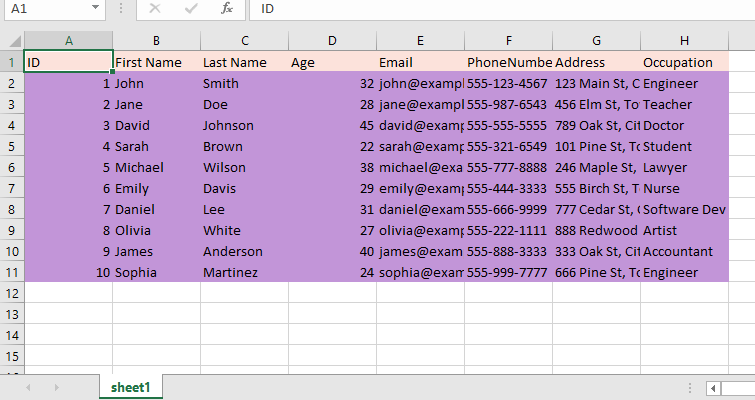 A1 fx ID
A B C D E F G H
1 ID First Name Last Name Age Email PhoneNumbe Address Occupation
2 1 John Smith 32 john@exampl 555-123-4567 123 Main St, C Engineer
3 2 Jane Doe 28 jane@exampl 555-987-6543 456 Elm St, To Teacher
4 3 David Johnson 45 david@examp 555-555-5555 789 Oak St, Cit Doctor
5 4 Sarah Brown 22 sarah@examp 555-321-6549 101 Pine St, To Student
6 5 Michael Wilson 38 michael@exa 555-777-8888 246 Maple St, Lawyer
7 6 Emily Davis 29 emily@examp 555-444-3333 555 Birch St, T Nurse
8 7 Daniel Lee 31 daniel@exam 555-666-9999 777 Cedar St, Software Dev
9 8 Olivia White 27 olivia@examp 555-222-1111 888 Redwood Artist
10 9 James Anderson 40 james@exam 555-888-3333 333 Oak St, Cit Accountant
11 10 Sophia Martinez 24 sophia@exam 555-999-7777 666 Pine St, To Engineer
12
13
14
15
sheet1